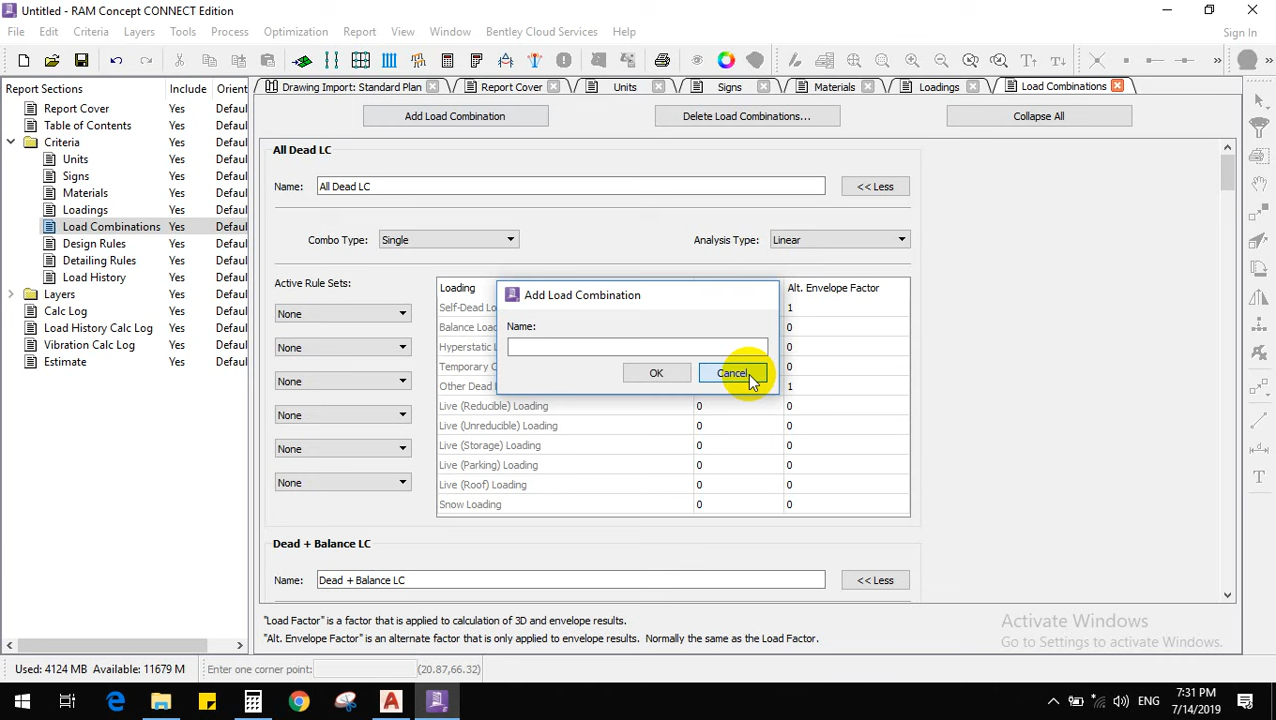 Untitled - RAM Concept CONNECT Edition
File Edit Criteria Layers Tools Process Optimization Report View Window Bentley Cloud Services Help
Sign In
Report Sections Include Orient
Report Cover Yes Defaul
Table of Contents Yes Defaul
Criteria Yes Defaul
Units Yes Defaul
Signs Yes Defaul
Materials Yes Defaul
Loadings Yes Defaul
Load Combinations Yes Defaul
Design Rules Yes Defaul
Detailing Rules Yes Defaul
Load History Yes Defaul
Layers Yes Defaul
Calc Log Yes Defaul
Load History Calc Log Yes Defaul
Vibration Calc Log Yes Defaul
Estimate Yes Defaul
Drawing Import: Standard Plan Report Cover Units Signs Materials Loadings Load Combinations
Add Load Combination Delete Load Combinations... Collapse All
All Dead LC
Name: All Dead LC << Less
Combo Type: Single Analysis Type: Linear
Active Rule Sets:
None
None
None
None
None
None
Loading Alt. Envelope Factor
Self-Dead Lo 1
Balance Load 0
Hyperstatic L 0
Temporary C 0
Other Dead 1
Live (Reducible) Loading 0 0
Live (Unreducible) Loading 0 0
Live (Storage) Loading 0 0
Live (Parking) Loading 0 0
Live (Roof) Loading 0 0
Snow Loading 0 0
Add Load Combination
Name:
OK Cancel
Dead + Balance LC
Name: Dead + Balance LC << Less
"Load Factor" is a factor that is applied to calculation of 3D and envelope results.
"Alt. Envelope Factor" is an alternate factor that is only applied to envelope results. Normally the same as the Load Factor.
Activate Windows
Go to Settings to activate Windows.
Used: 4124 MB Available: 11679 M Enter one corner point: (20.87,66.32)
ENG
7:31 PM
7/14/2019